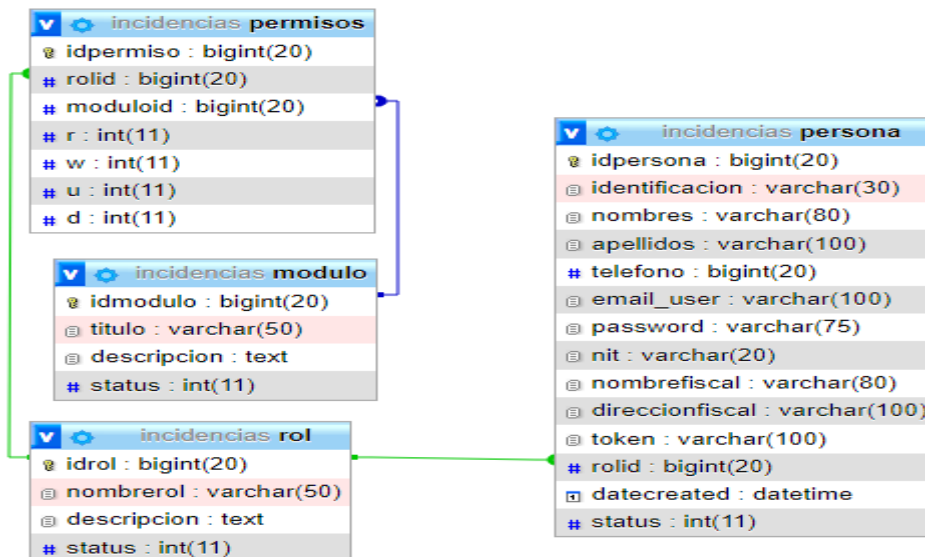 v incidencias permisos
idpermiso : bigint(20)
# rolid : bigint(20)
# moduloid : bigint(20)
# r : int(11)
# w : int(11)
# u : int(11)
# d : int(11)
v incidencias modulo
idmodulo : bigint(20)
titulo : varchar(50)
descripcion : text
# status : int(11)
v incidencias rol
idrol : bigint(20)
nombrerol : varchar(50)
descripcion : text
# status : int(11)
v incidencias persona
idpersona : bigint(20)
identificacion : varchar(30)
nombres : varchar(80)
apellidos : varchar(100)
# telefono : bigint(20)
email_user : varchar(100)
password : varchar(75)
nit : varchar(20)
nombrefiscal : varchar(80)
direccionfiscal : varchar(100)
token : varchar(100)
# rolid : bigint(20)
datecreated : datetime
# status : int(11)